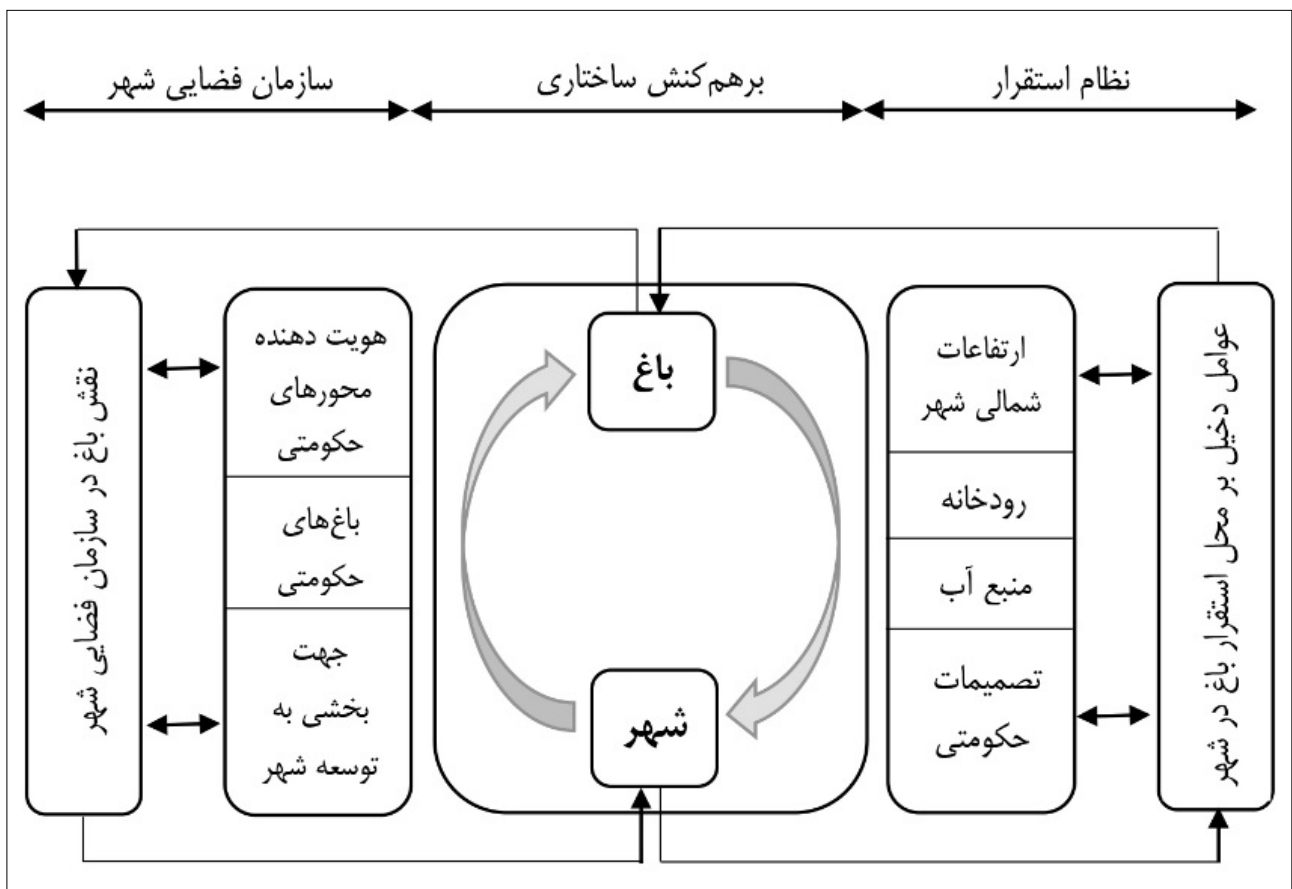 نظام استقرار
برهم‌کنش ساختاری
سازمان فضایی شهر
عوامل دخیل بر محل استقرار باغ در شهر
ارتفاعات
شمالی شهر
رودخانه
منبع آب
تصمیمات
حکومتی
باغ
شهر
هویت دهنده
محورهای
حکومتی
باغ‌های
حکومتی
جهت
بخشی به
توسعه شهر
نقش باغ در سازمان فضایی شهر